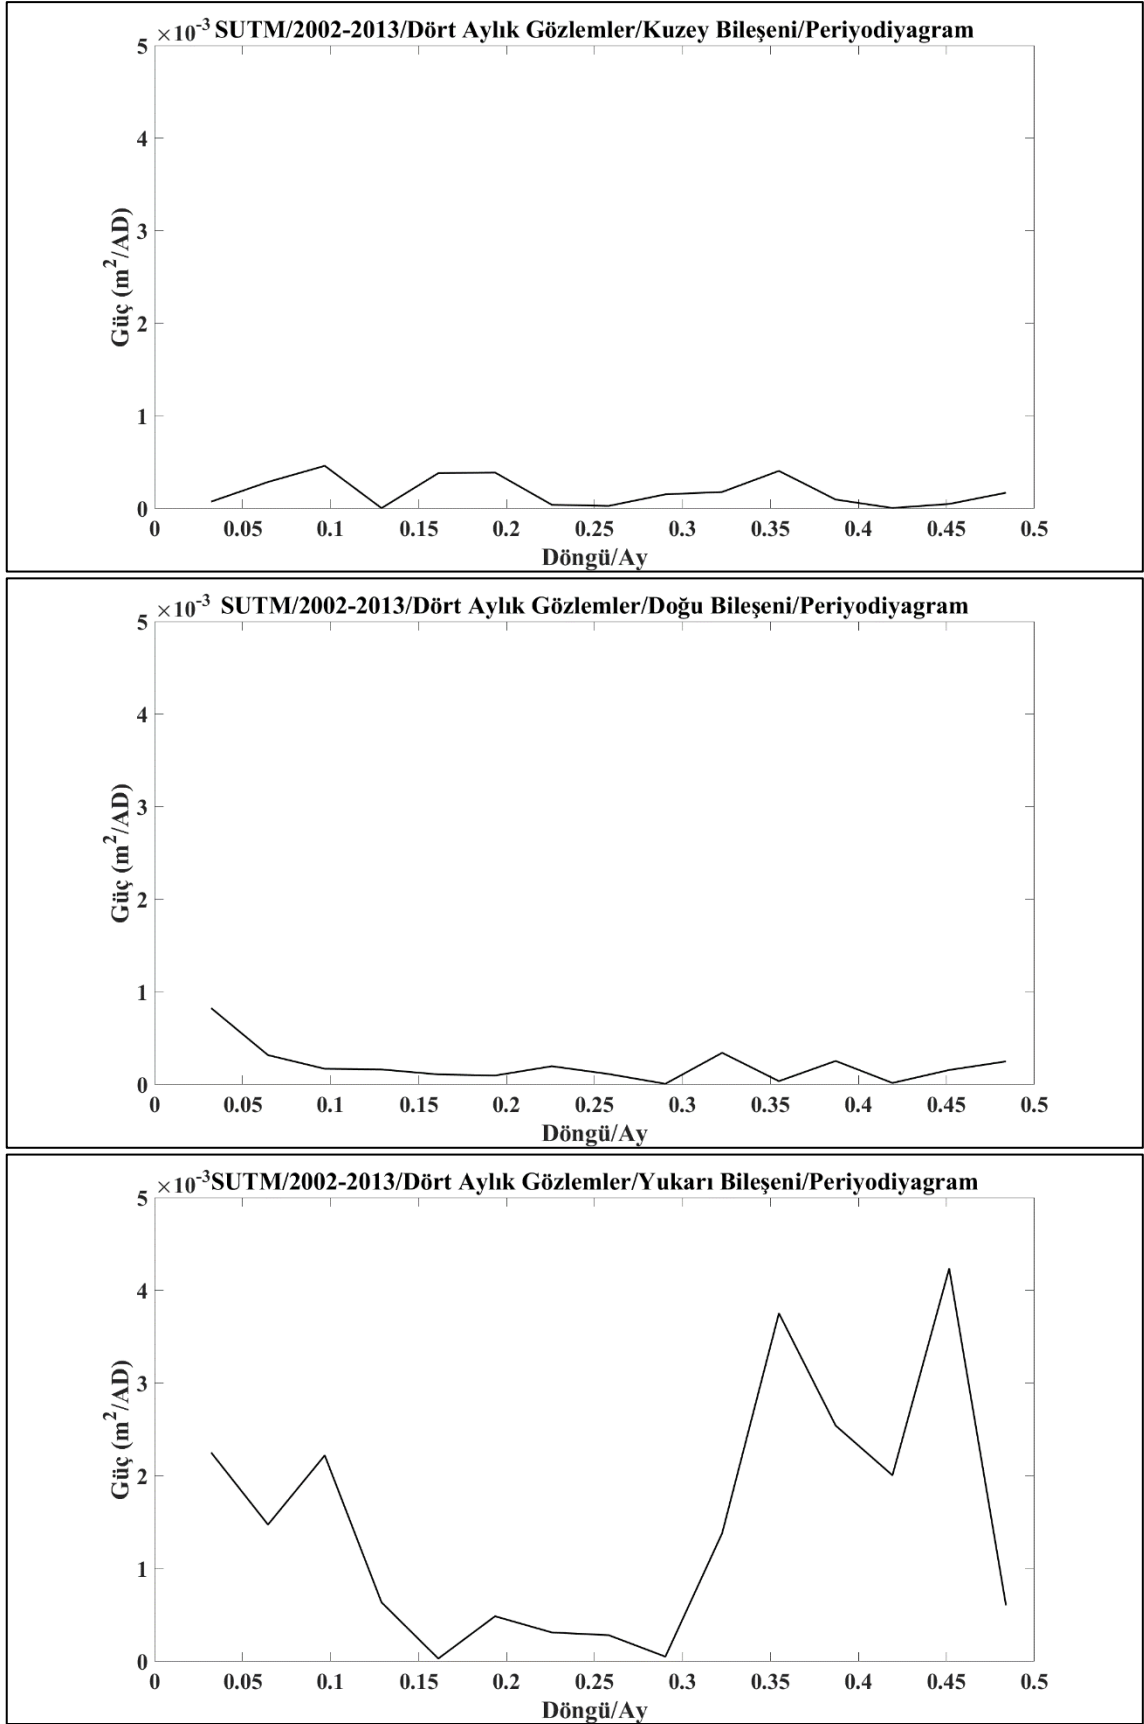 ×10⁻³ SUTM/2002-2013/Dört Aylık Gözlemler/Kuzey Bileşeni/Periyodiyagram
5
4
3
2
1
0
Güç (m²/AD)
0 0.05 0.1 0.15 0.2 0.25 0.3 0.35 0.4 0.45 0.5
Döngü/Ay
×10⁻³ SUTM/2002-2013/Dört Aylık Gözlemler/Doğu Bileşeni/Periyodiyagram
5
4
3
2
1
0
Güç (m²/AD)
0 0.05 0.1 0.15 0.2 0.25 0.3 0.35 0.4 0.45 0.5
Döngü/Ay
×10⁻³SUTM/2002-2013/Dört Aylık Gözlemler/Yukarı Bileşeni/Periyodiyagram
5
4
3
2
1
0
Güç (m²/AD)
0 0.05 0.1 0.15 0.2 0.25 0.3 0.35 0.4 0.45 0.5
Döngü/Ay